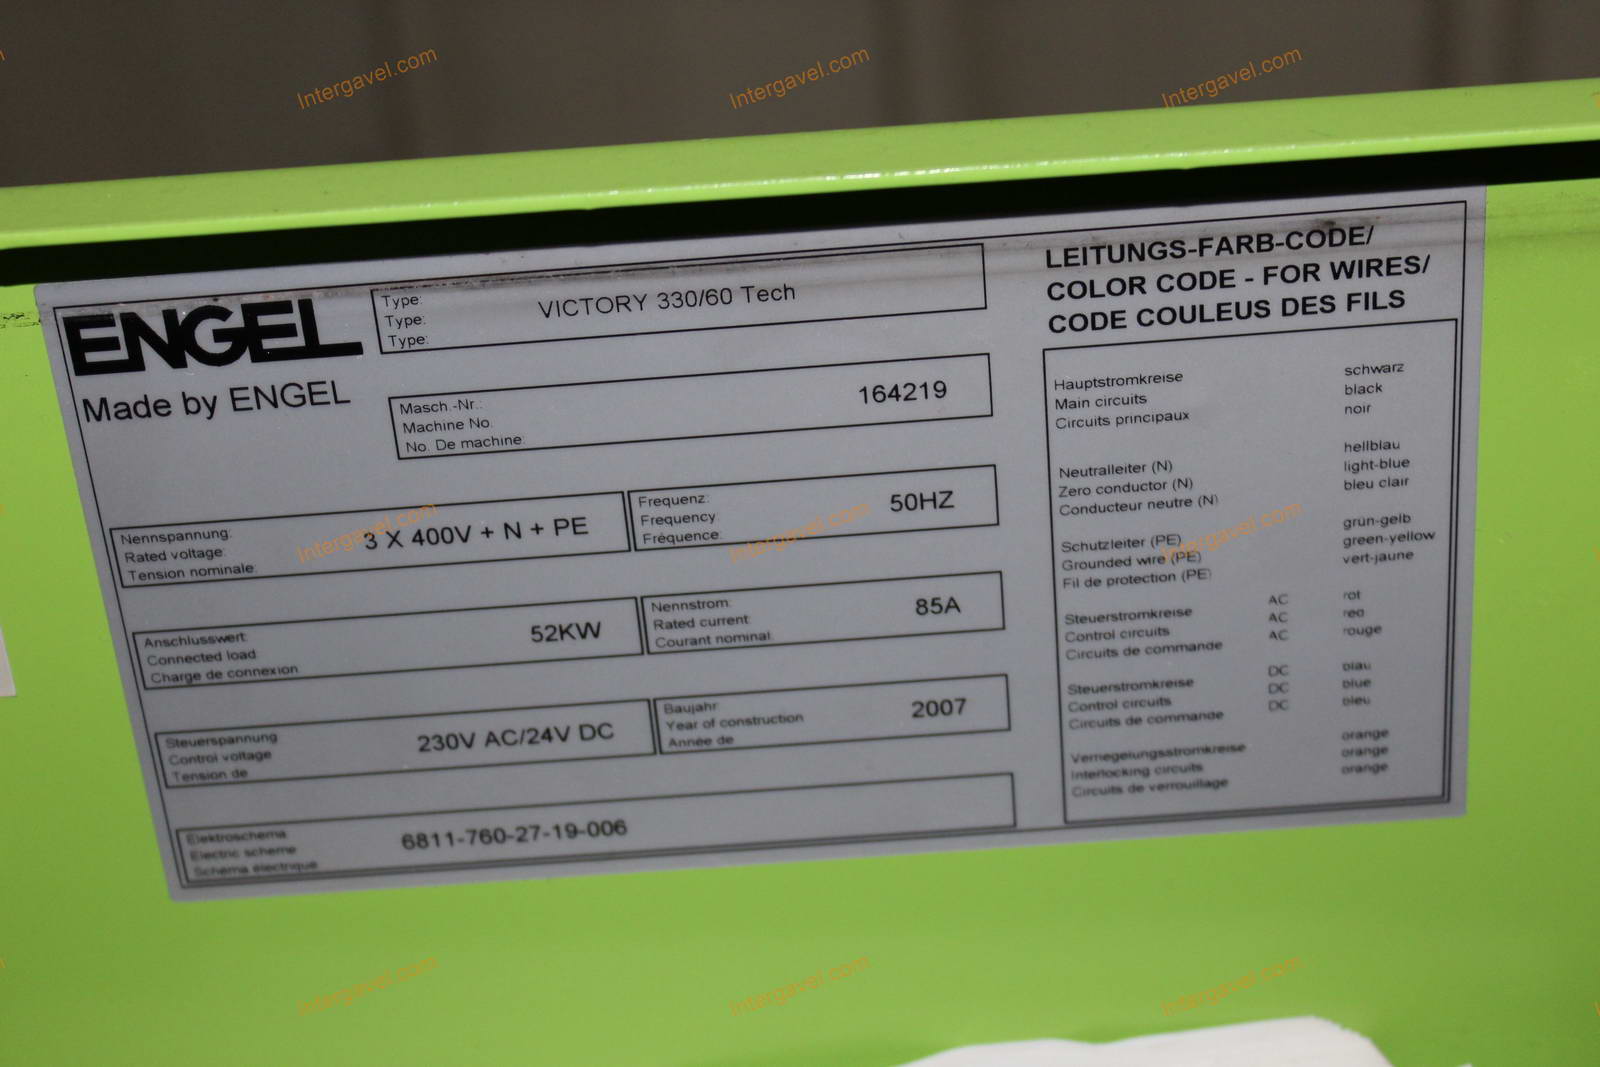 Intergavel.com Intergavel.com Intergavel.com
ENGEL
Made by ENGEL
Type:
Type: VICTORY 330/60 Tech
Type:
Masch.-Nr.:
Machine No. 164219
No. De machine:
Nennspannung:
Rated voltage: 3 X 400V + N + PE
Tension nominale:
Frequenz:
Frequency: 50HZ
Fréquence:
Anschlusswert:
Connected load: 52KW
Charge de connexion
Nennstrom:
Rated current: 85A
Courant nominal:
Steuerspannung
Control voltage 230V AC/24V DC
Tension de
Baujahr:
Year of construction 2007
Année de
Elektroschema
Electric scheme 6811-760-27-19-006
Schema électrique
LEITUNGS-FARB-CODE/
COLOR CODE - FOR WIRES/
CODE COULEUS DES FILS
Hauptstromkreise schwarz
Main circuits black
Circuits principaux noir
Neutralleiter (N) hellblau
Zero conductor (N) light-blue
Conducteur neutre (N) bleu clair
Schutzleiter (PE) grün-gelb
Grounded wire (PE) green-yellow
Fil de protection (PE) vert-jaune
Steuerstromkreise AC rot
Control circuits AC red
Circuits de commande AC rouge
Steuerstromkreise DC blau
Control circuits DC blue
Circuits de commande DC bleu
Verriegelungsstromkreise orange
Interlocking circuits orange
Circuits de verrouillage orange
Intergavel.com Intergavel.com Intergavel.com
Intergavel.com Intergavel.com Intergavel.com